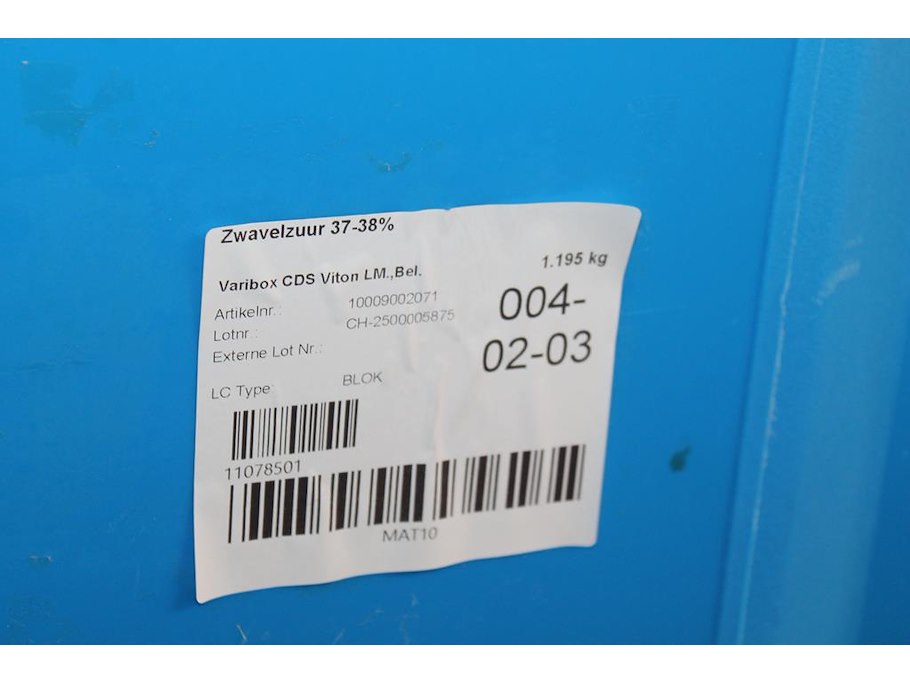 Zwavelzuur 37-38%
Varibox CDS Viton LM.,Bel.
1.195 kg
Artikelnr.: 10009002071
Lotnr.: CH-2500005875
Externe Lot Nr.:
004-
02-03
LC Type: BLOK
11078501
MAT10